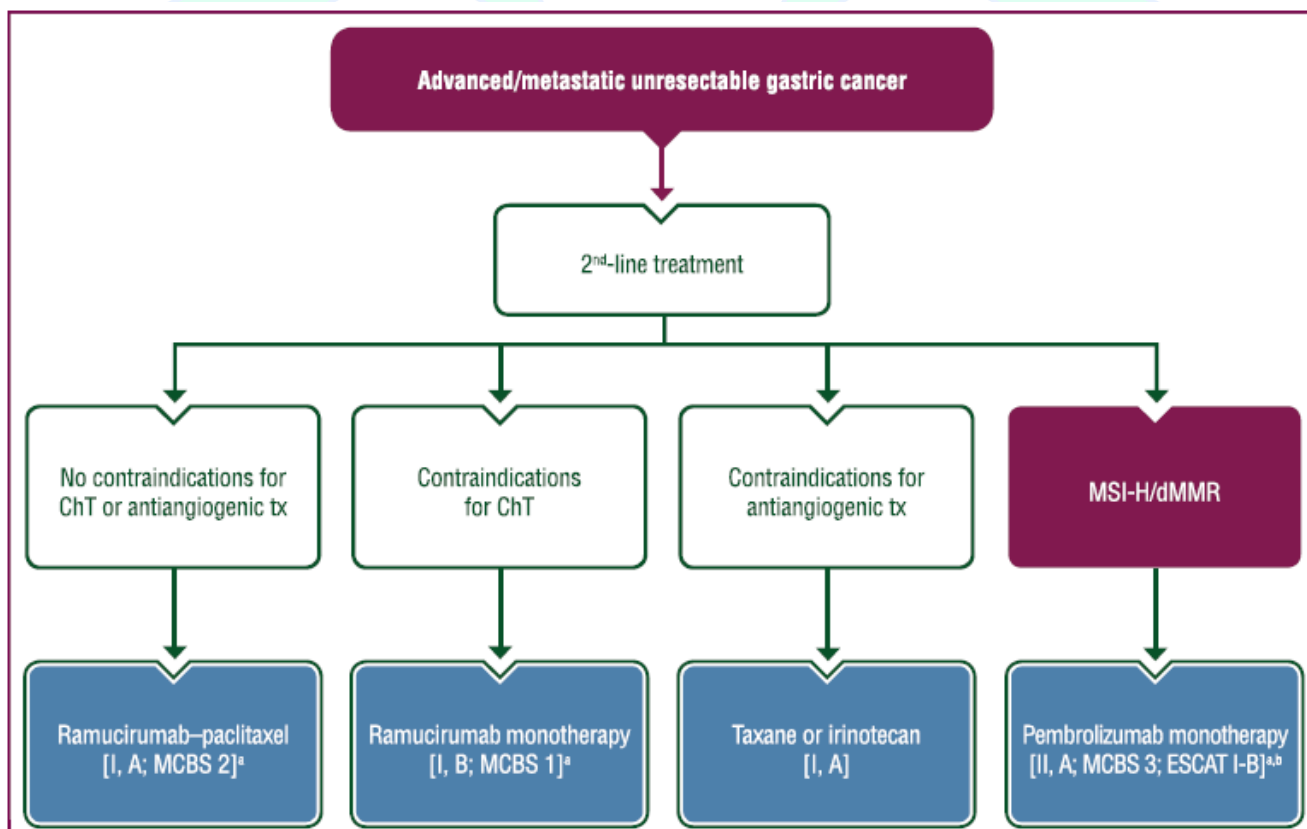 Advanced/metastatic unresectable gastric cancer
2nd-line treatment
No contraindications for
ChT or antiangiogenic tx
Contraindications
for ChT
Contraindications for
antiangiogenic tx
MSI-H/dMMR
Ramucirumab–paclitaxel
[I, A; MCBS 2]a
Ramucirumab monotherapy
[I, B; MCBS 1]a
Taxane or irinotecan
[I, A]
Pembrolizumab monotherapy
[II, A; MCBS 3; ESCAT I-B]a,b